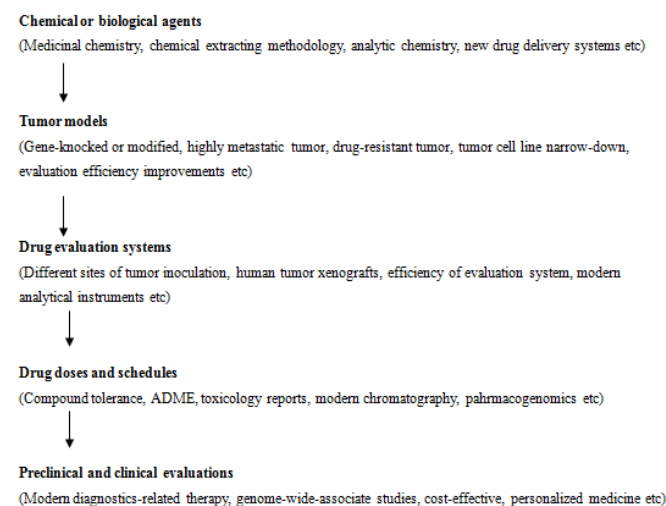 Chemical or biological agents
(Medicinal chemistry, chemical extracting methodology, analytic chemistry, new drug delivery systems etc)
Tumor models
(Gene-knocked or modified, highly metastatic tumor, drug-resistant tumor, tumor cell line narrow-down,
evaluation efficiency improvements etc)
Drug evaluation systems
(Different sites of tumor inoculation, human tumor xenografts, efficiency of evaluation system, modern
analytical instruments etc)
Drug doses and schedules
(Compound tolerance, ADME, toxicology reports, modern chromatography, pahrmacogenomics etc)
Preclinical and clinical evaluations
(Modern diagnostics-related therapy, genome-wide-associate studies, cost-effective, personalized medicine etc)